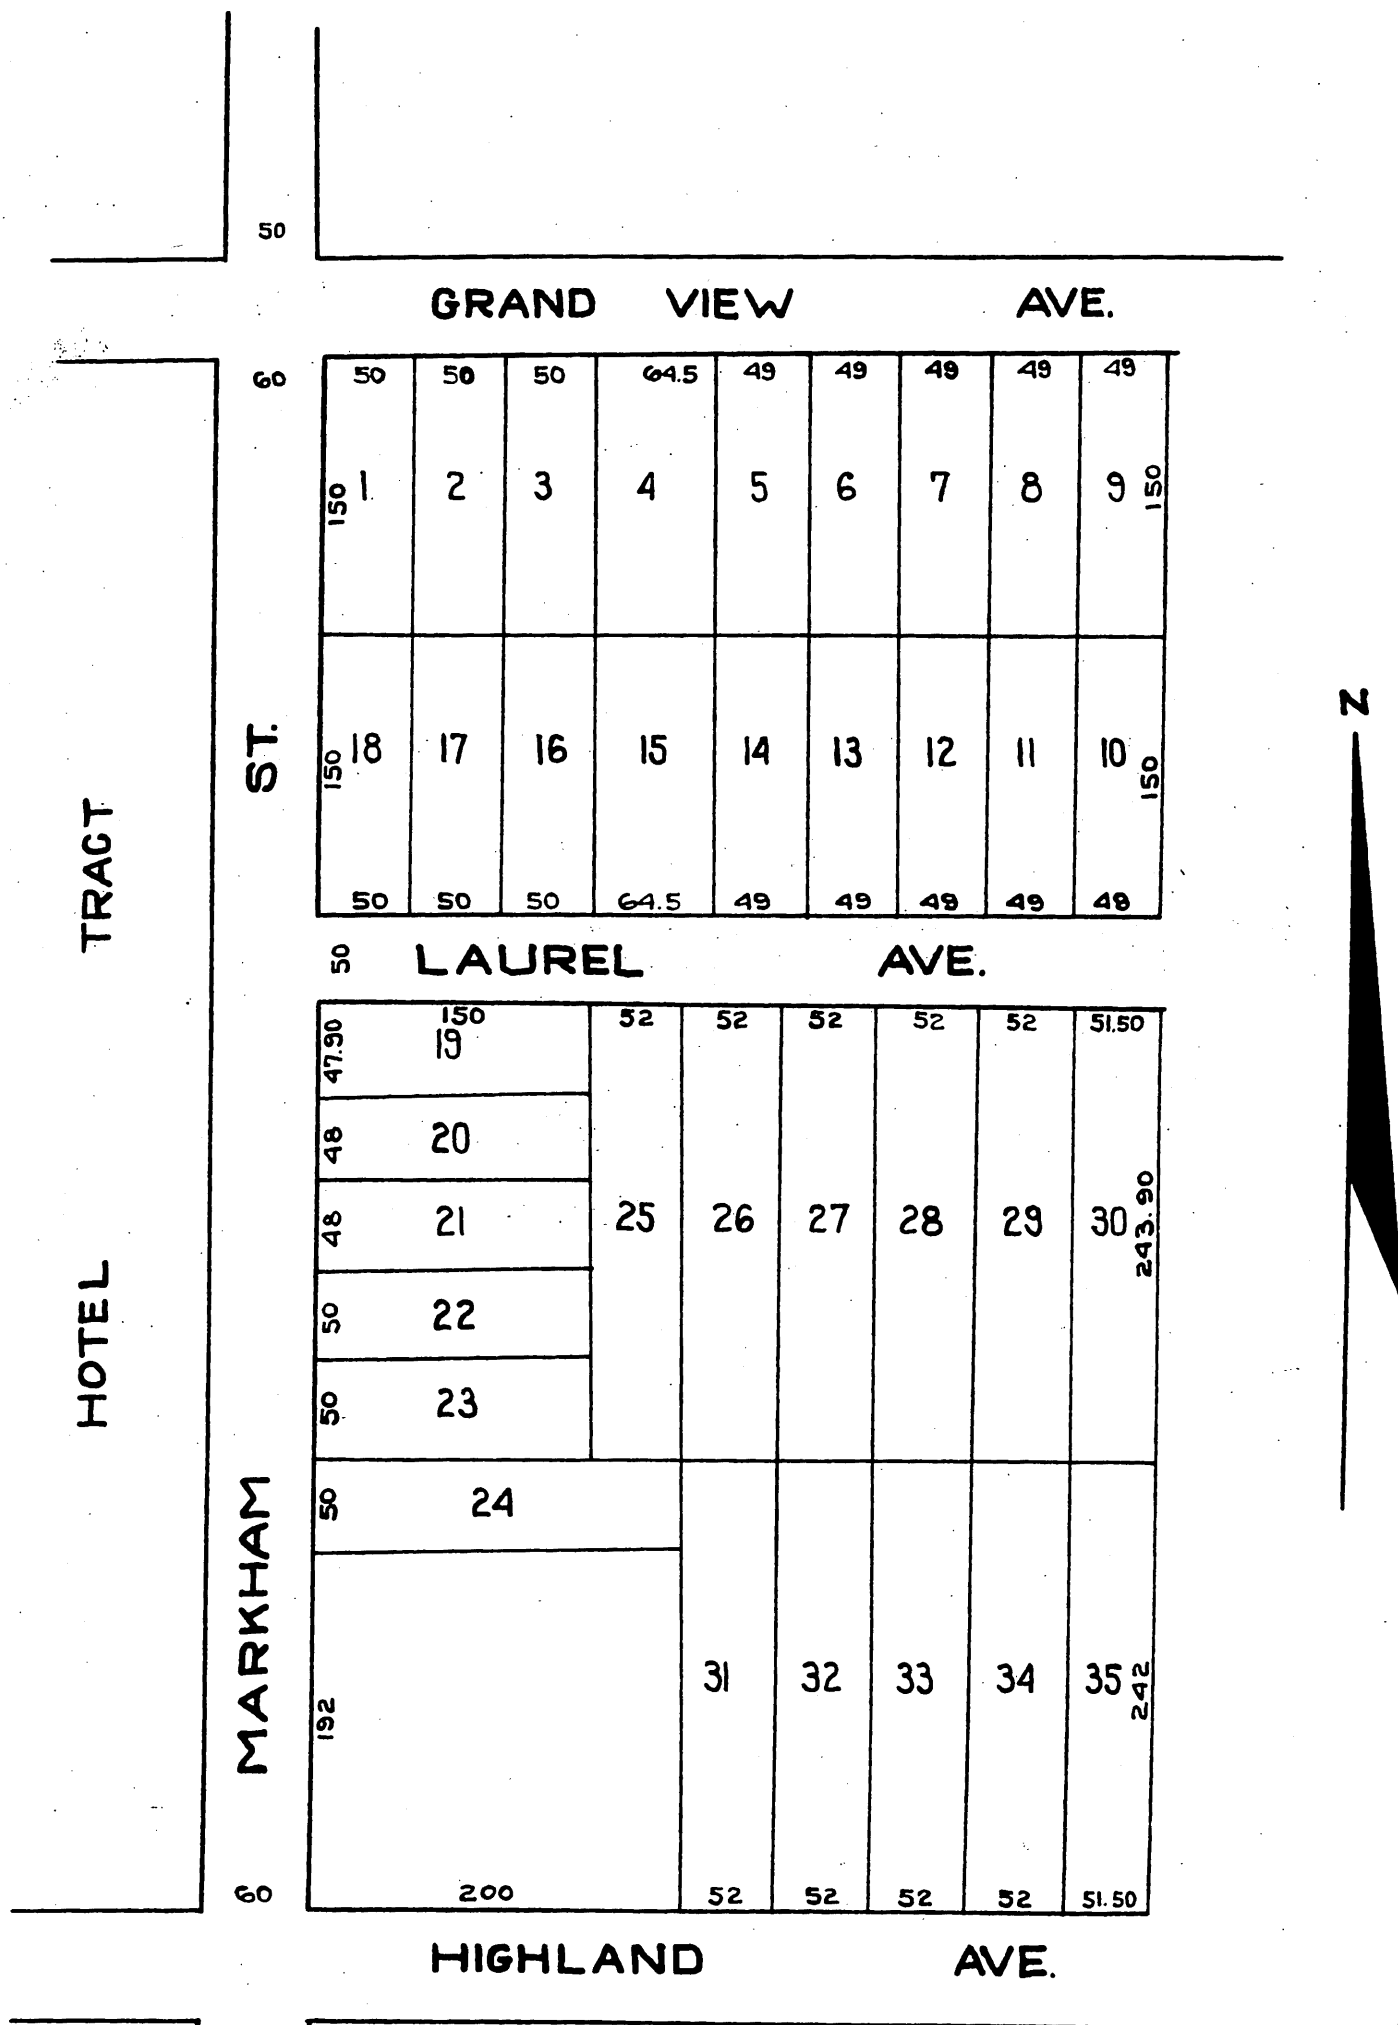 50
GRAND VIEW AVE.
60 50 50 50 64.5 49 49 49 49 49
150 1 2 3 4 5 6 7 8 9 150
N
ST.
150 18 17 16 15 14 13 12 11 10 150
50 50 50 64.5 49 49 49 49 49
HOTEL TRACT
50 LAUREL AVE.
150 52 52 52 52 52 51.50
47.90 19
48 20
48 21 25 26 27 28 29 30 243.90
50 22
50 23
50 24
MARKHAM
192 31 32 33 34 35 242
60 200 52 52 52 52 51.50
HIGHLAND AVE.